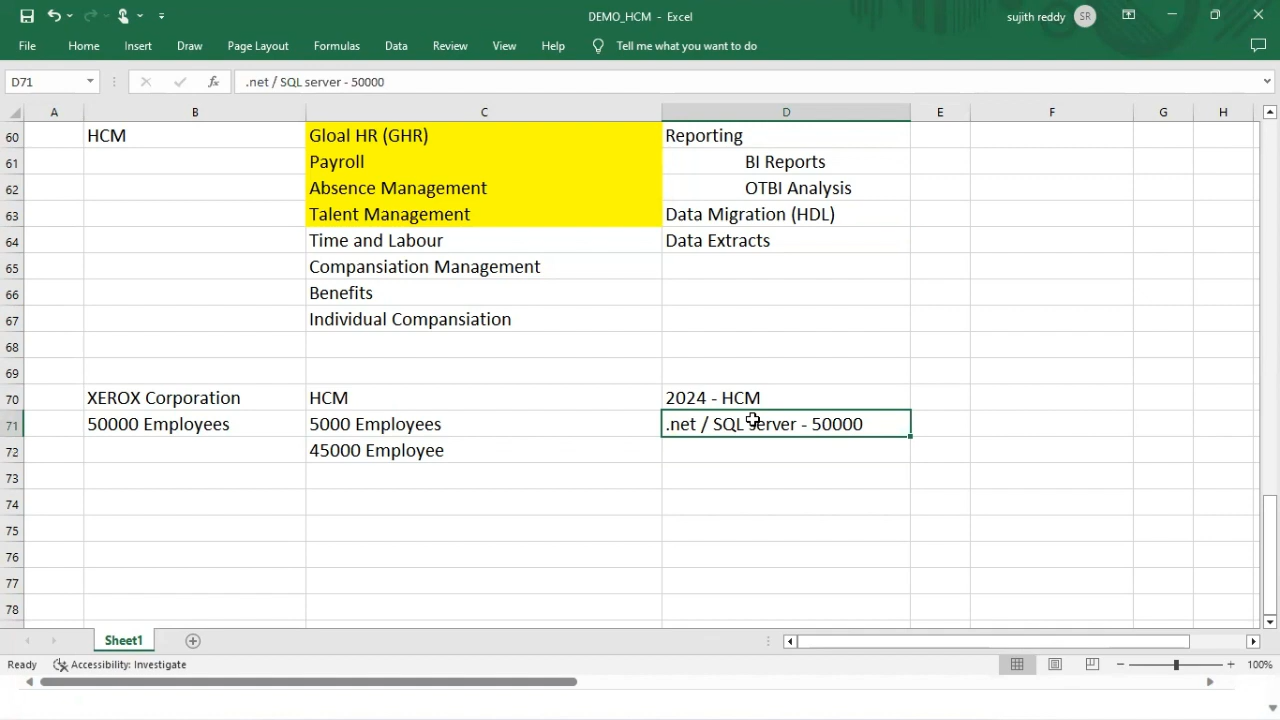 DEMO_HCM - Excel
sujith reddy SR
File Home Insert Draw Page Layout Formulas Data Review View Help Tell me what you want to do
D71 fx .net / SQL server - 50000
A B C D E F G H
60 HCM Gloal HR (GHR) Reporting
61 Payroll BI Reports
62 Absence Management OTBI Analysis
63 Talent Management Data Migration (HDL)
64 Time and Labour Data Extracts
65 Compansiation Management
66 Benefits
67 Individual Compansiation
68
69
70 XEROX Corporation HCM 2024 - HCM
71 50000 Employees 5000 Employees .net / SQL server - 50000
72 45000 Employee
73
74
75
76
77
78
Sheet1
Ready Accessibility: Investigate 100%